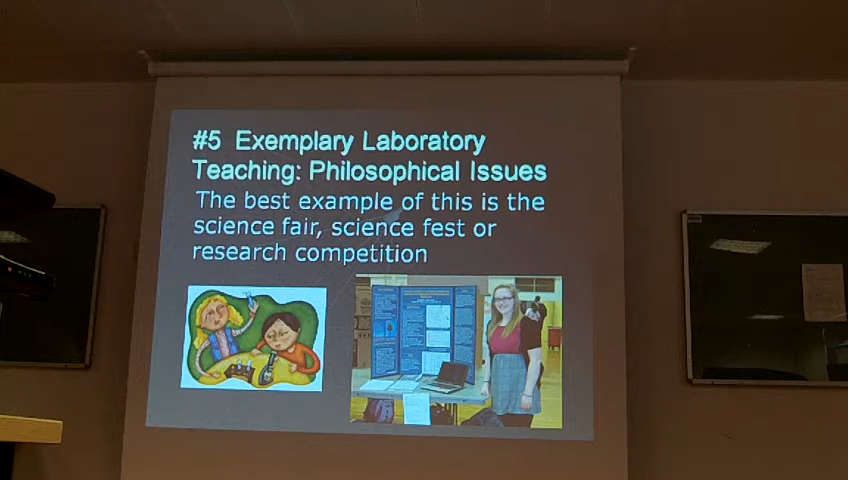 #5 Exemplary Laboratory
Teaching: Philosophical Issues
The best example of this is the
science fair, science fest or
research competition